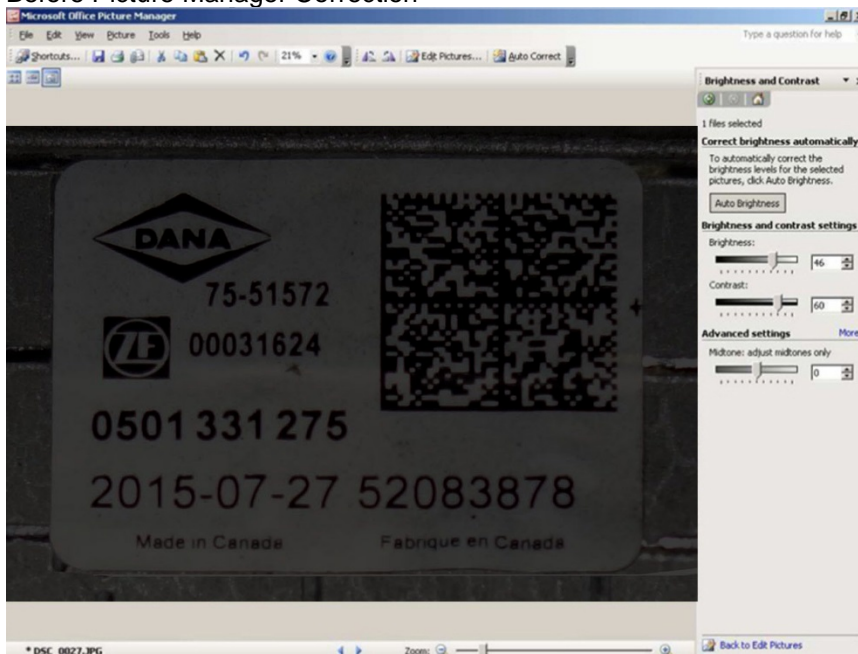 Before Picture Manager Correction
Microsoft Office Picture Manager
File Edit View Picture Tools Help
Type a question for help
Shortcuts... 21% Edit Pictures... Auto Correct
Brightness and Contrast
1 files selected
Correct brightness automatically
To automatically correct the
brightness levels for the selected
pictures, click Auto Brightness.
Auto Brightness
Brightness and contrast settings
Brightness:
46
Contrast:
60
Advanced settings More
Midtone: adjust midtones only
0
DANA
75-51572
ZF 00031624
0501 331 275
2015-07-27 52083878
Made in Canada Fabrique en Canada
Back to Edit Pictures
* DSC_0027.JPG Zoom: